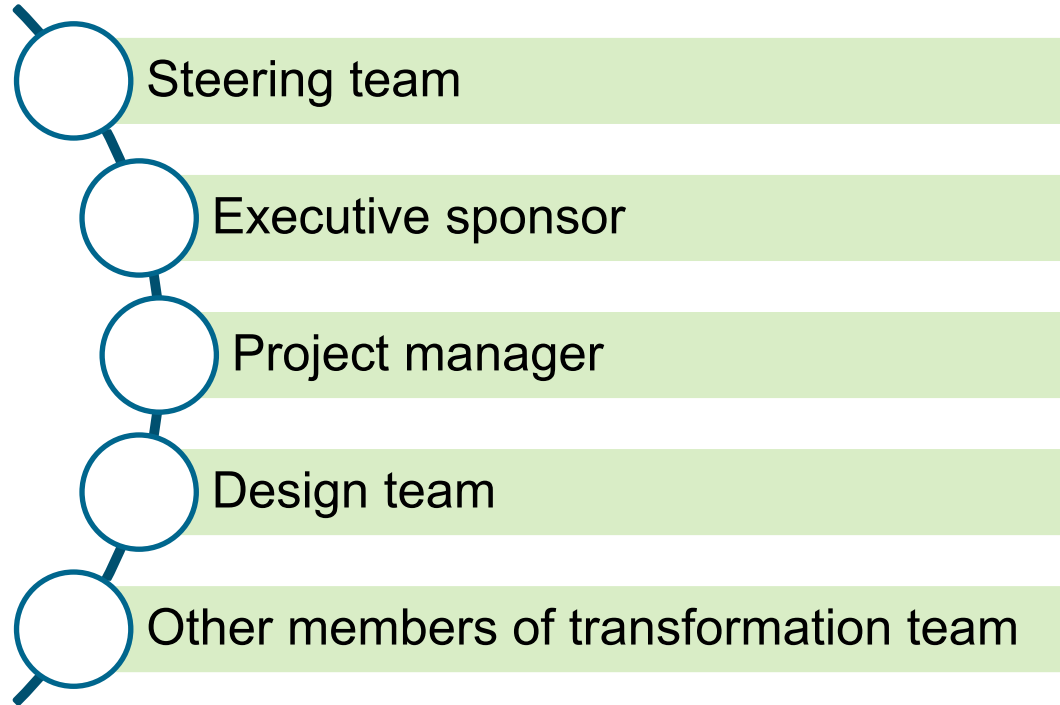 Steering team
Executive sponsor
Project manager
Design team
Other members of transformation team